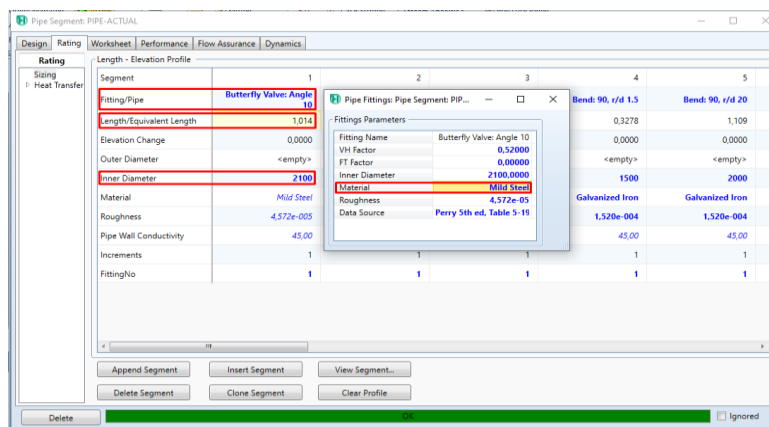 Pipe Segment: PIPE-ACTUAL
Design Rating Worksheet Performance Flow Assurance Dynamics
Rating
Sizing
Heat Transfer
Length - Elevation Profile
Segment 1 2 3 4 5
Fitting/Pipe Butterfly Valve: Angle 10 Bend: 90, r/d 1.5 Bend: 90, r/d 20
Length/Equivalent Length 1,014 0,3278 1,109
Elevation Change 0,0000 0,0000 0,0000
Outer Diameter <empty> <empty> <empty>
Inner Diameter 2100 1500 2000
Material Mild Steel Galvanized Iron Galvanized Iron
Roughness 4,572e-005 1,520e-004 1,520e-004
Pipe Wall Conductivity 45,00 45,00 45,00
Increments 1 1 1 1 1
FittingNo 1 1 1 1 1
Pipe Fittings: Pipe Segment: PIP...
Fittings Parameters
Fitting Name Butterfly Valve: Angle 10
VH Factor 0,52000
FT Factor 0,00000
Inner Diameter 2100,0000
Material Mild Steel
Roughness 4,572e-05
Data Source Perry 5th ed, Table 5-19
Append Segment Insert Segment View Segment...
Delete Segment Clone Segment Clear Profile
Delete OK Ignored